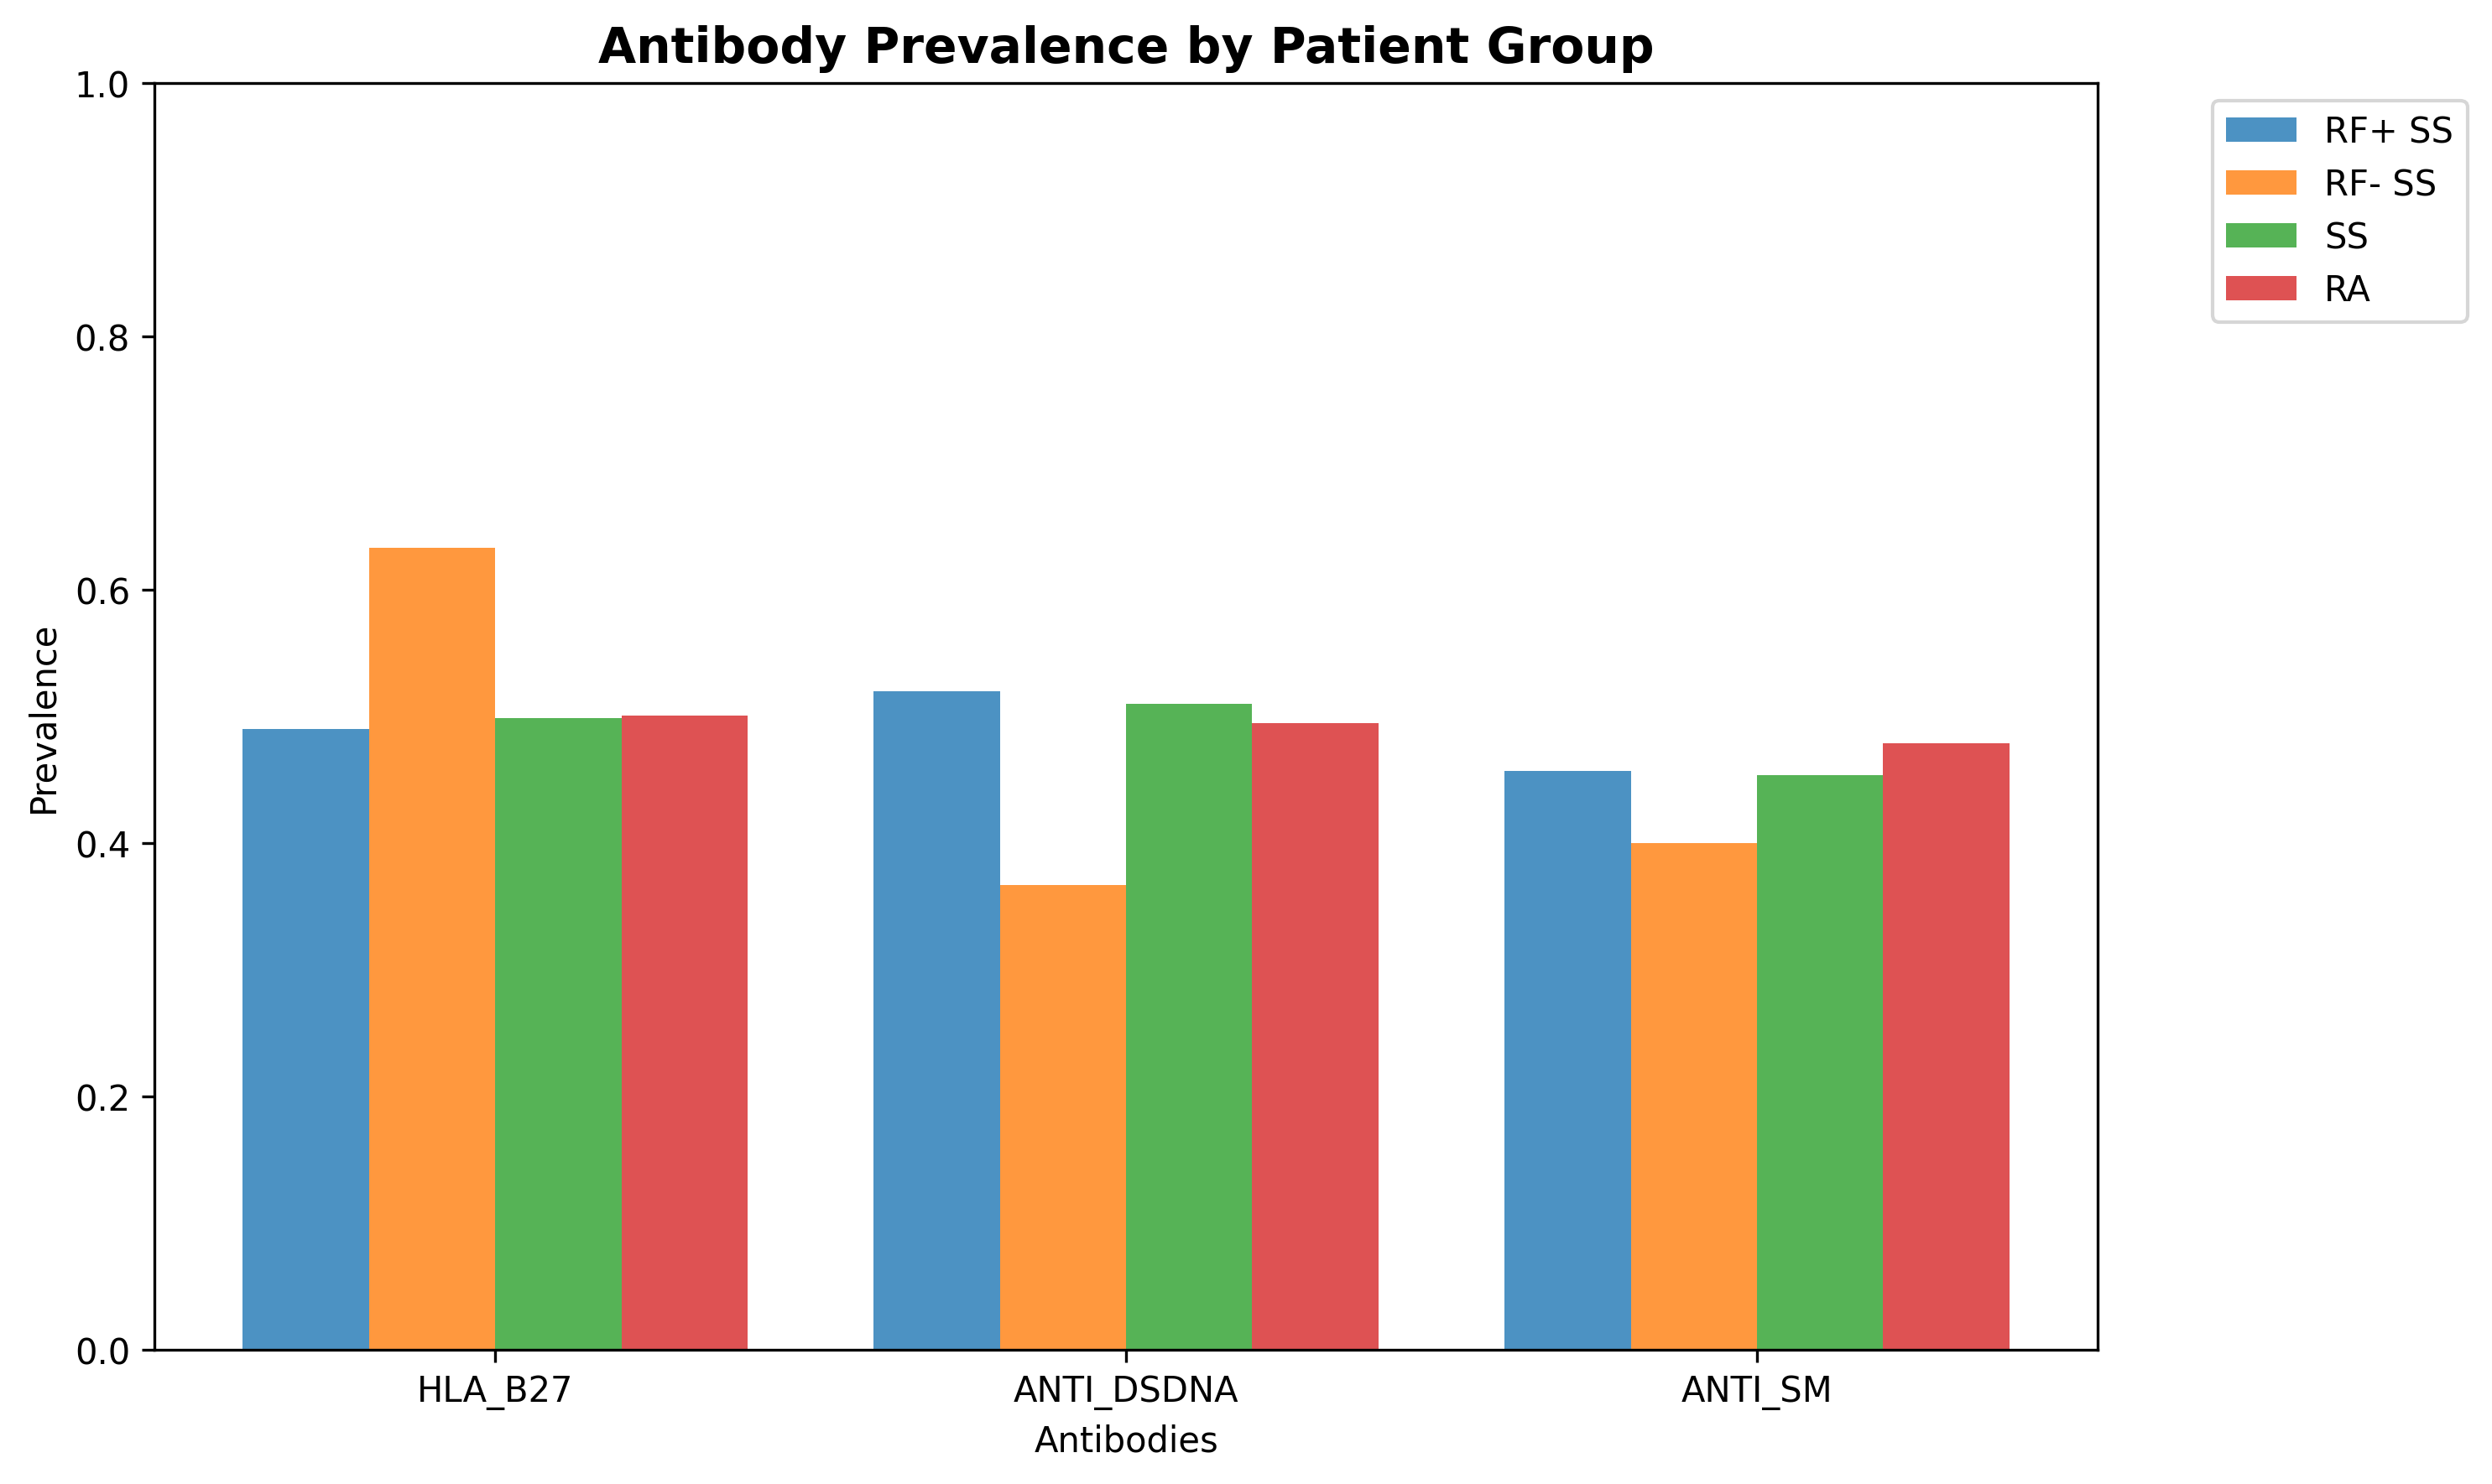 Antibody Prevalence by Patient Group
1.0
0.8
0.6
0.4
0.2
0.0
Prevalence
HLA_B27
ANTI_DSDNA
ANTI_SM
Antibodies
RF+ SS
RF- SS
SS
RA